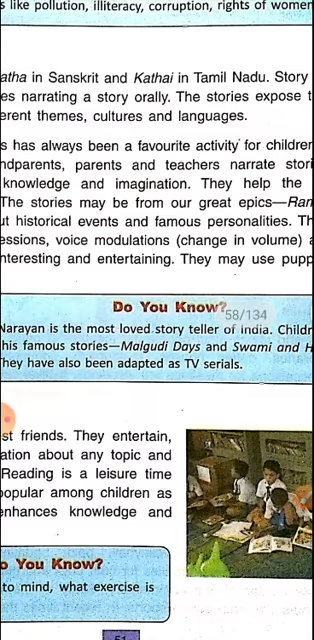 s like pollution, illiteracy, corruption, rights of women
atha in Sanskrit and Kathai in Tamil Nadu. Story
es narrating a story orally. The stories expose t
erent themes, cultures and languages.
s has always been a favourite activity for children
ndparents, parents and teachers narrate stori
knowledge and imagination. They help the
The stories may be from our great epics—Ram
ut historical events and famous personalities. Th
essions, voice modulations (change in volume) a
nteresting and entertaining. They may use pupp
Do You Know?
58/134
Narayan is the most loved story teller of India. Childr
his famous stories—Malgudi Days and Swami and H
They have also been adapted as TV serials.
st friends. They entertain,
ation about any topic and
Reading is a leisure time
popular among children as
enhances knowledge and
o You Know?
to mind, what exercise is
51